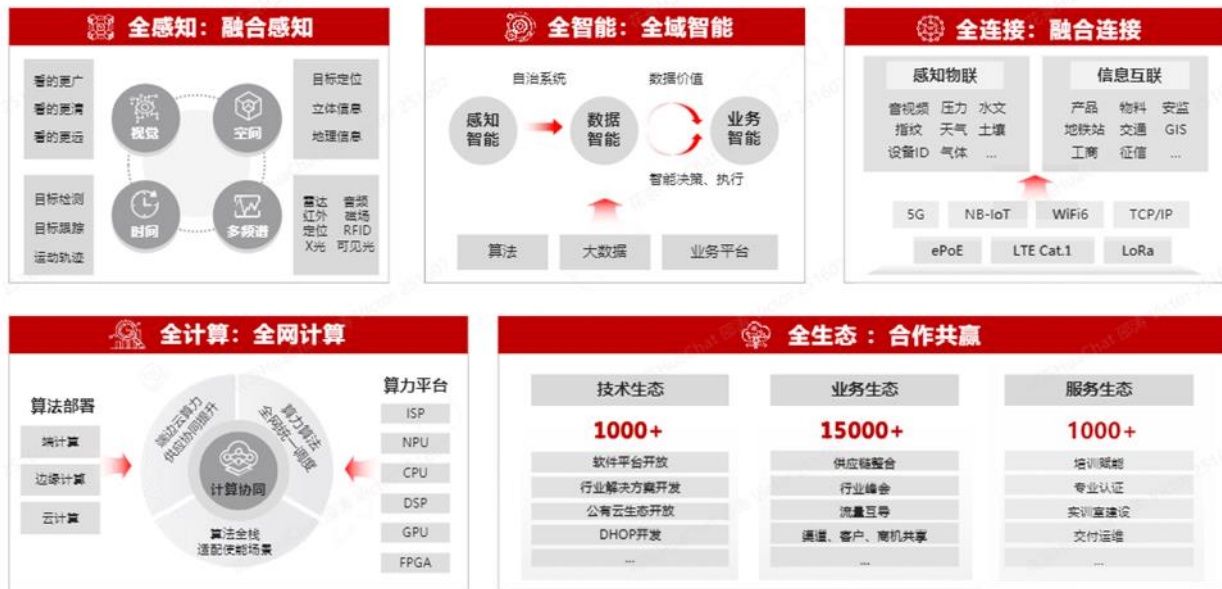 全感知：融合感知
看的更广
看的更清
看的更远
视觉
空间
目标定位
立体信息
地理信息
目标检测
目标跟踪
运动轨迹
时间
多频谱
雷达 音频
红外 磁场
定位 RFID
X光 可见光
全智能：全域智能
自治系统
数据价值
感知
智能
数据
智能
业务
智能
智能决策、执行
算法
大数据
业务平台
全连接：融合连接
感知物联
音视频 压力 水文
指纹 天气 土壤
设备ID 气体 ...
信息互联
产品 物料 安监
地铁站 交通 GIS
工商 征信 ...
5G
NB-IoT
WiFi6
TCP/IP
ePoE
LTE Cat.1
LoRa
全计算：全网计算
算法部署
端计算
边缘计算
云计算
端边云算力
供应协同提升
算力算法
全网统一调度
计算协同
算法全栈
适配使能场景
算力平台
ISP
NPU
CPU
DSP
GPU
FPGA
全生态：合作共赢
技术生态
1000+
软件平台开放
行业解决方案开发
公有云生态开放
DHOP开发
...
业务生态
15000+
供应链整合
行业峰会
流量互导
渠道、客户、商机共享
...
服务生态
1000+
培训赋能
专业认证
实训室建设
交付运维
...